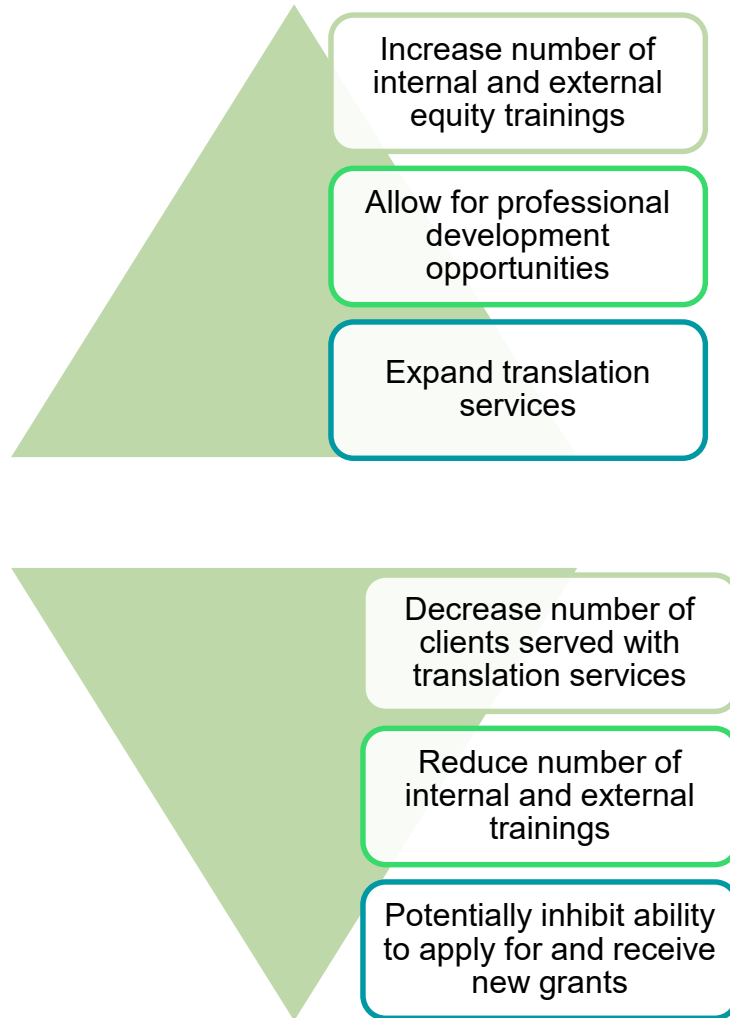 Increase number of
internal and external
equity trainings
Allow for professional
development
opportunities
Expand translation
services
Decrease number of
clients served with
translation services
Reduce number of
internal and external
trainings
Potentially inhibit ability
to apply for and receive
new grants